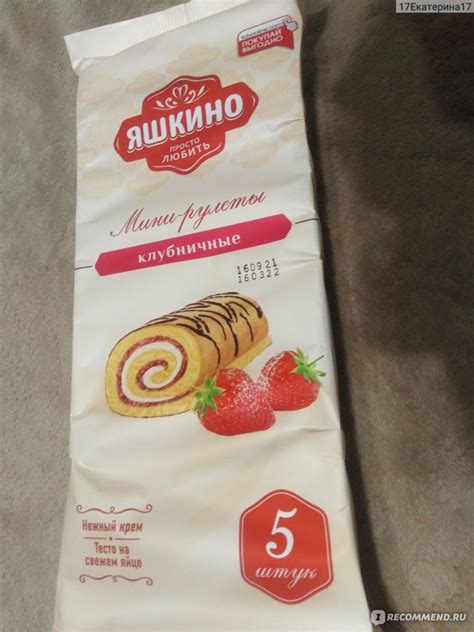 17Екатерина17
ПОКУПАЙ
ВЫГОДНО
ЯШКИНО
ПРОСТО
ЛЮБИТЬ
Мини-рулеты
клубничные
160921
160322
Нежный крем
Тесто на
свежем яйце
5
штук
IRECOMMEND.RU